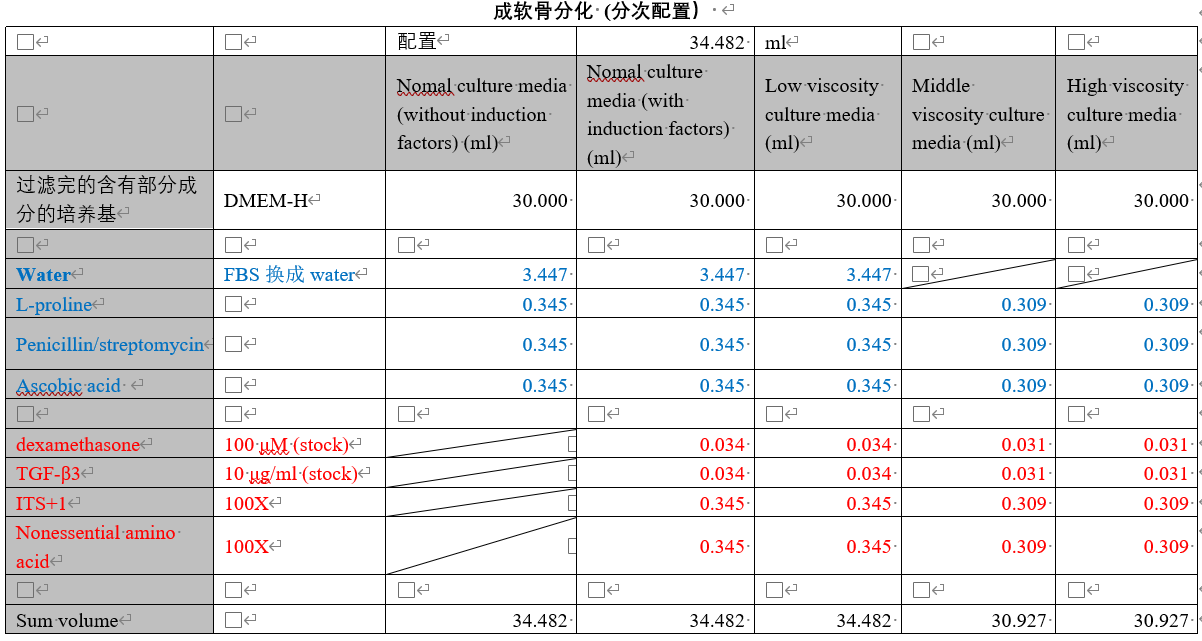 成软骨分化 (分次配置）
配置 34.482 ml
Nomal culture media (without induction factors) (ml)
Nomal culture media (with induction factors) (ml)
Low viscosity culture media (ml)
Middle viscosity culture media (ml)
High viscosity culture media (ml)
过滤完的含有部分成分的培养基 DMEM-H 30.000 30.000 30.000 30.000 30.000
Water FBS 换成 water 3.447 3.447 3.447
L-proline 0.345 0.345 0.345 0.309 0.309
Penicillin/streptomycin 0.345 0.345 0.345 0.309 0.309
Ascobic acid 0.345 0.345 0.345 0.309 0.309
dexamethasone 100 μM (stock) 0.034 0.034 0.031 0.031
TGF-β3 10 μg/ml (stock) 0.034 0.034 0.031 0.031
ITS+1 100X 0.345 0.345 0.309 0.309
Nonessential amino acid 100X 0.345 0.345 0.309 0.309
Sum volume 34.482 34.482 34.482 30.927 30.927